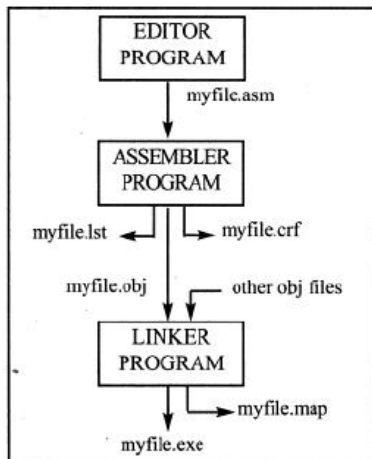 EDITOR
PROGRAM
myfile.asm
ASSEMBLER
PROGRAM
myfile.lst
myfile.crf
myfile.obj
other obj files
LINKER
PROGRAM
myfile.map
myfile.exe